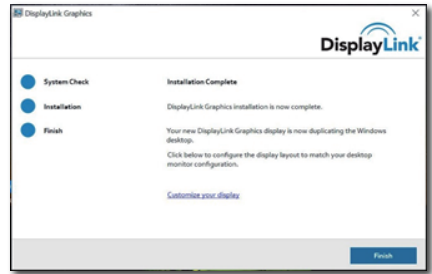 DisplayLink Graphics
DisplayLink
System Check
Installation Complete
Installation
DisplayLink Graphics installation is now complete.
Finish
Your new DisplayLink Graphics display is now duplicating the Windows
desktop.
Click below to configure the display layout to match your desktop
monitor configuration.
Customize your display
Finish